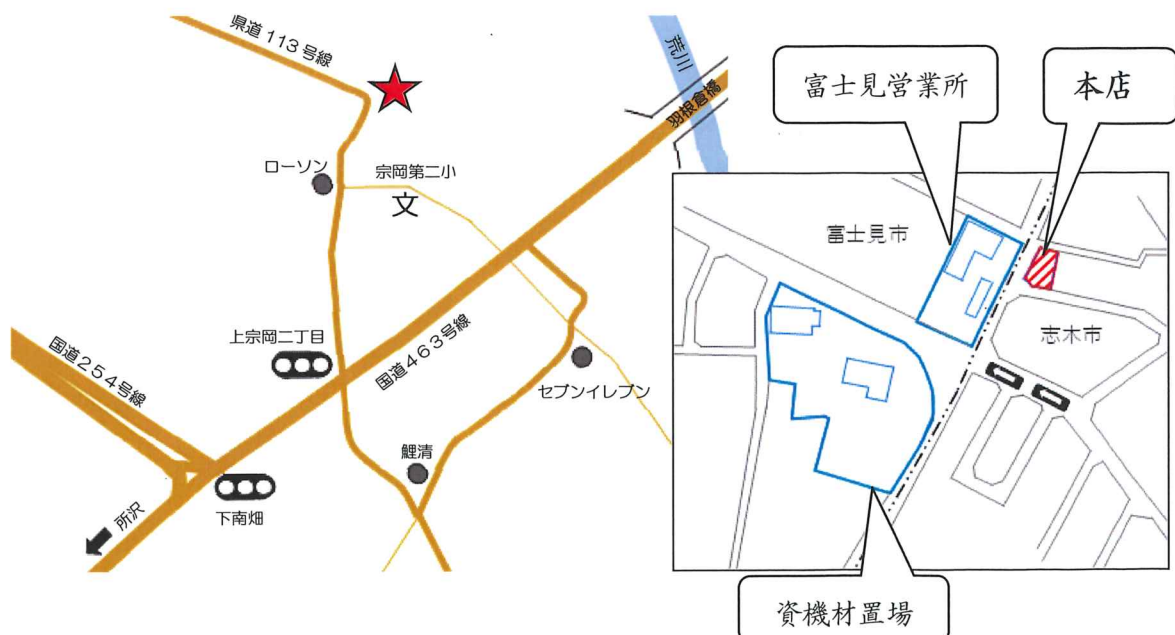 県道113号線
荒川
羽根倉橋
ローソン
宗岡第二小
文
上宗岡二丁目
国道463号線
国道254号線
セブンイレブン
鯉清
下南畑
所沢
富士見営業所
本店
富士見市
志木市
資機材置場